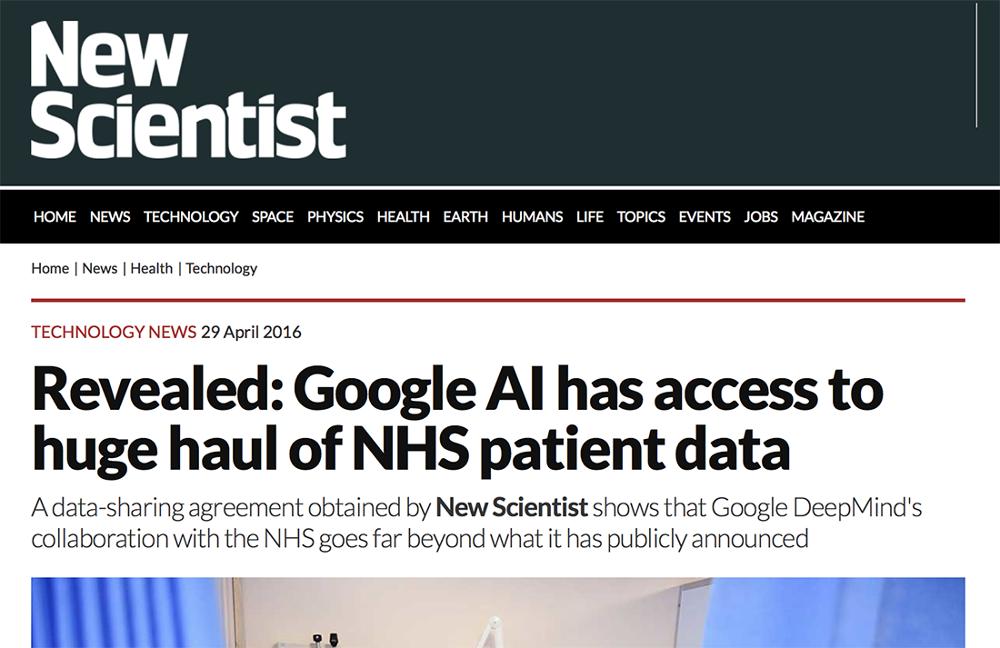 New
Scientist
HOME NEWS TECHNOLOGY SPACE PHYSICS HEALTH EARTH HUMANS LIFE TOPICS EVENTS JOBS MAGAZINE
Home | News | Health | Technology
TECHNOLOGY NEWS 29 April 2016
Revealed: Google AI has access to
huge haul of NHS patient data
A data-sharing agreement obtained by New Scientist shows that Google DeepMind's
collaboration with the NHS goes far beyond what it has publicly announced